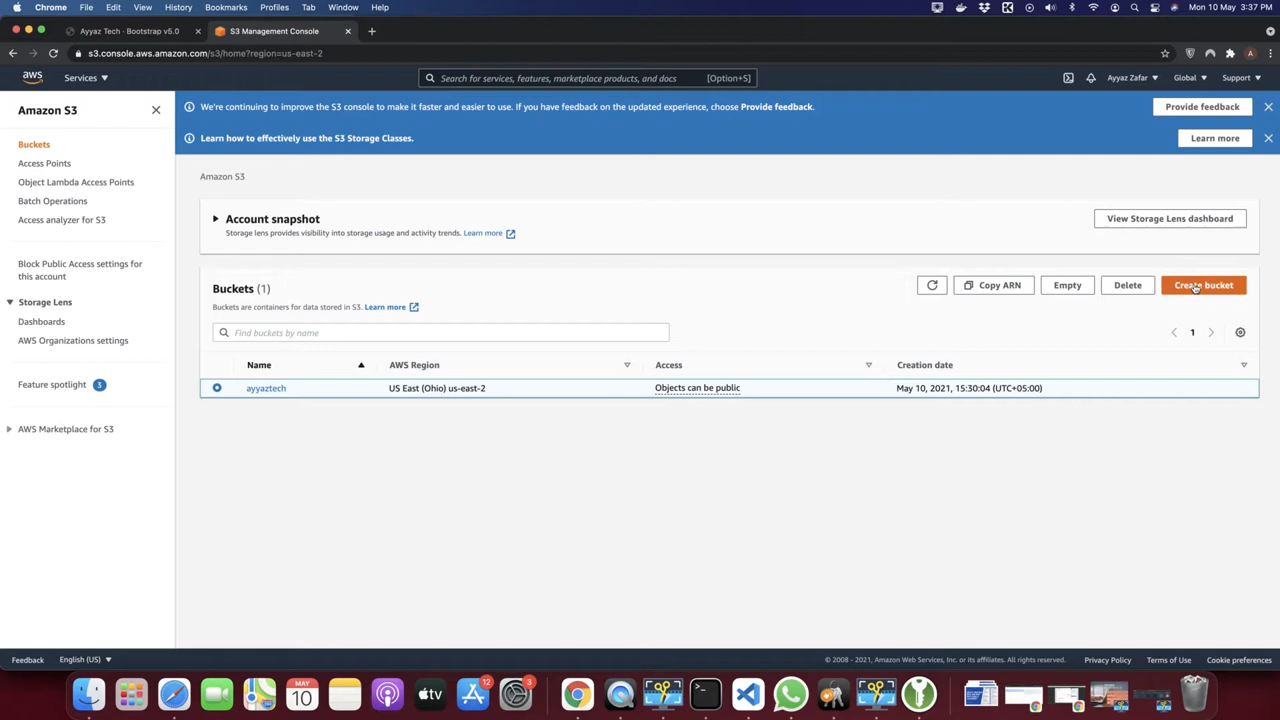 Chrome File Edit View History Bookmarks Profiles Tab Window Help
Mon 10 May 3:37 PM
Ayyaz Tech · Bootstrap v5.0
S3 Management Console
s3.console.aws.amazon.com/s3/home?region=us-east-2
A
aws
Services
Search for services, features, marketplace products, and docs
[Option+S]
Ayyaz Zafar
Global
Support
Amazon S3
We're continuing to improve the S3 console to make it faster and easier to use. If you have feedback on the updated experience, choose Provide feedback.
Provide feedback
Buckets
Learn how to effectively use the S3 Storage Classes.
Learn more
Access Points
Object Lambda Access Points
Batch Operations
Access analyzer for S3
Block Public Access settings for
this account
Storage Lens
Dashboards
AWS Organizations settings
Feature spotlight 3
AWS Marketplace for S3
Amazon S3
Account snapshot
View Storage Lens dashboard
Storage lens provides visibility into storage usage and activity trends. Learn more
Buckets (1)
Copy ARN
Empty
Delete
Create bucket
Buckets are containers for data stored in S3. Learn more
Find buckets by name
1
Name
AWS Region
Access
Creation date
ayyaztech
US East (Ohio) us-east-2
Objects can be public
May 10, 2021, 15:30:04 (UTC+05:00)
Feedback
English (US)
© 2008 - 2021, Amazon Web Services, Inc. or its affiliates. All rights reserved.
Privacy Policy
Terms of Use
Cookie preferences
MAY
10
tv
12
3